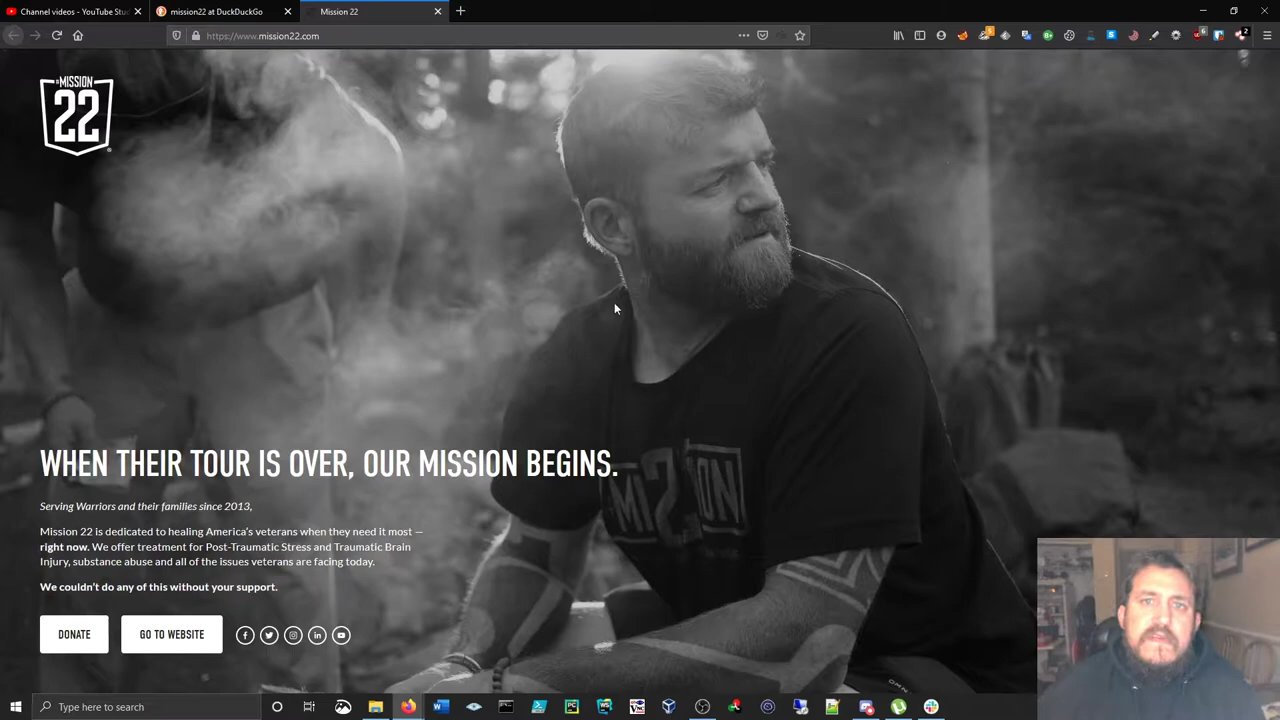 Channel videos - YouTube Stu
mission22 at DuckDuckGo
Mission 22
https://www.mission22.com
MISSION
22
WHEN THEIR TOUR IS OVER, OUR MISSION BEGINS.
Serving Warriors and their families since 2013,
Mission 22 is dedicated to healing America's veterans when they need it most —
right now. We offer treatment for Post-Traumatic Stress and Traumatic Brain
Injury, substance abuse and all of the issues veterans are facing today.
We couldn't do any of this without your support.
DONATE
GO TO WEBSITE
Type here to search